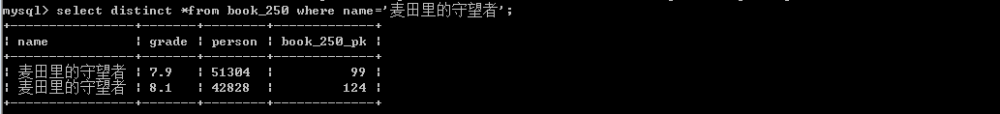 mysql> select distinct *from book_250 where name='麦田里的守望者';
+----------------+-------+--------+-------------+
| name | grade | person | book_250_pk |
+----------------+-------+--------+-------------+
| 麦田里的守望者 | 7.9 | 51304 | 99 |
| 麦田里的守望者 | 8.1 | 42828 | 124 |
+----------------+-------+--------+-------------+